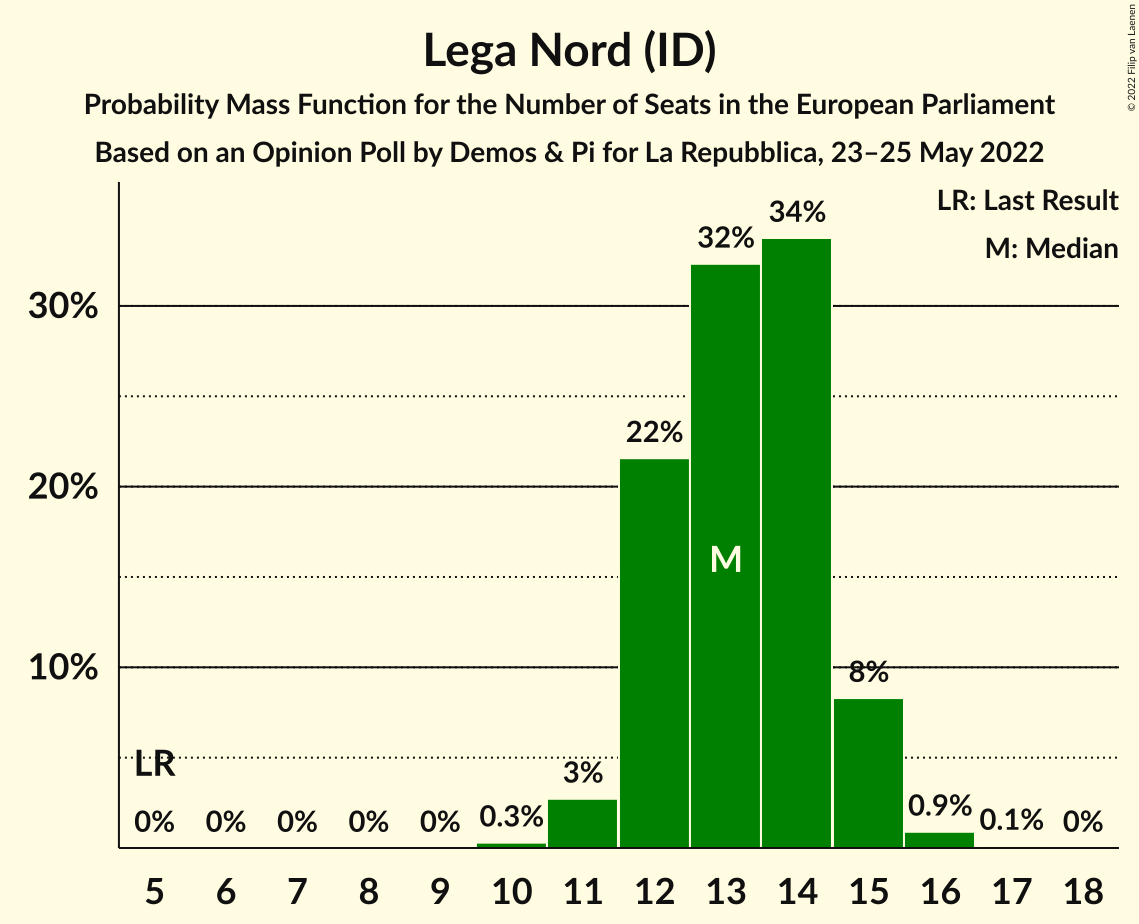 Lega Nord (ID)
Probability Mass Function for the Number of Seats in the European Parliament
Based on an Opinion Poll by Demos & Pi for La Repubblica, 23–25 May 2022
© 2022 Filip van Laenen
LR: Last Result
M: Median
34%
32%
30%
22%
20%
M
10%
8%
LR
3%
0% 0% 0% 0% 0% 0.3% 0.9% 0.1% 0%
5 6 7 8 9 10 11 12 13 14 15 16 17 18